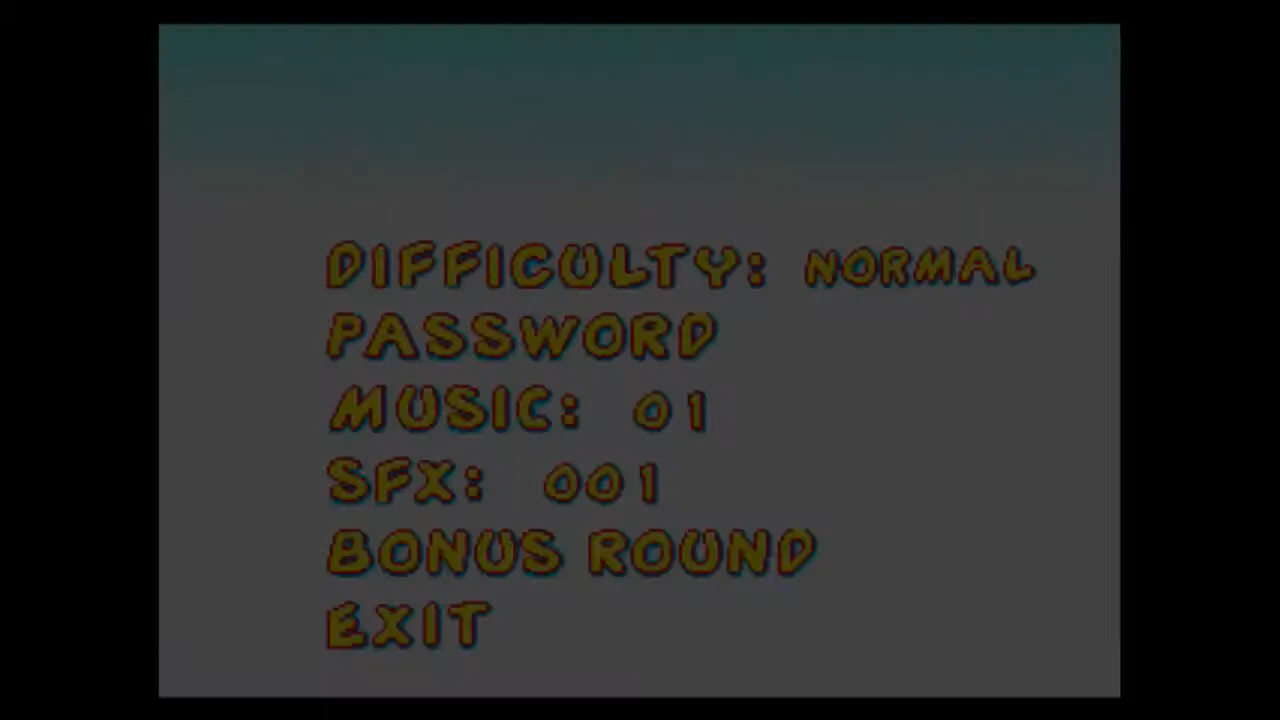 DIFFICULTY: NORMAL
PASSWORD
MUSIC: 01
SFX: 001
BONUS ROUND
EXIT